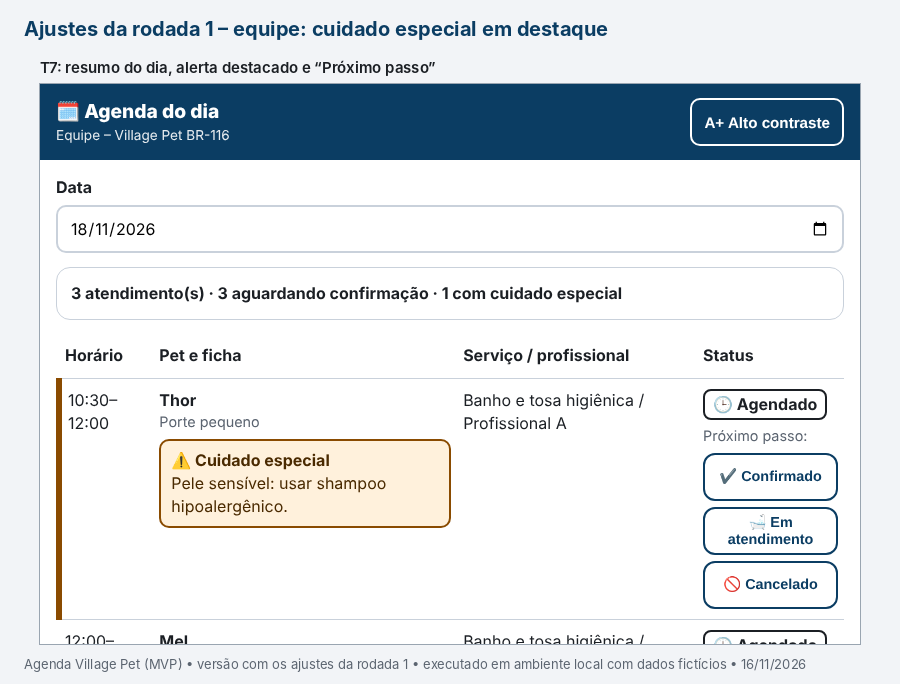 Ajustes da rodada 1 – equipe: cuidado especial em destaque
T7: resumo do dia, alerta destacado e “Próximo passo”
Agenda do dia
Equipe – Village Pet BR-116
A+ Alto contraste
Data
18/11/2026
3 atendimento(s) · 3 aguardando confirmação · 1 com cuidado especial
Horário Pet e ficha Serviço / profissional Status
10:30–
12:00
Thor
Porte pequeno
Cuidado especial
Pele sensível: usar shampoo
hipoalergênico.
Banho e tosa higiênica /
Profissional A
Agendado
Próximo passo:
Confirmado
Em
atendimento
Cancelado
12:00– Mel Banho e tosa higiênica / Agendado
Agenda Village Pet (MVP) • versão com os ajustes da rodada 1 • executado em ambiente local com dados fictícios • 16/11/2026